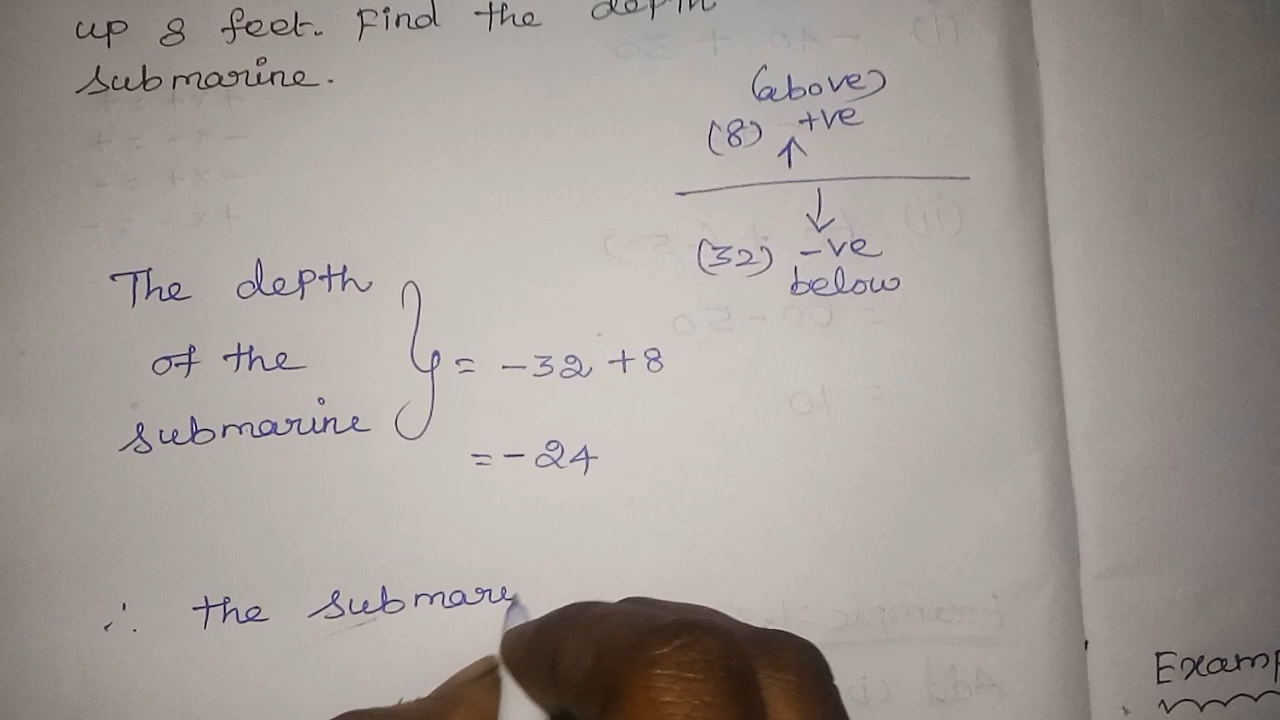 up 8 feet. Find the depth
submarine.
(above)
(8) +ve
↑
↓
(32) -ve
below
The depth
of the
submarine } = -32 +8
= -24
∴ the submar
Examp